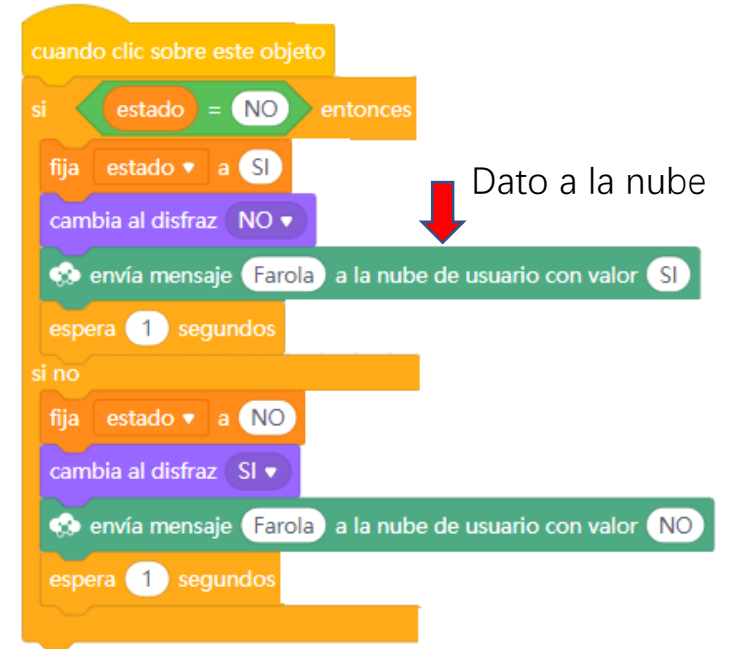 cuando clic sobre este objeto
si estado = NO entonces
fija estado a SI
Dato a la nube
cambia al disfraz NO
envía mensaje Farola a la nube de usuario con valor SI
espera 1 segundos
si no
fija estado a NO
cambia al disfraz SI
envía mensaje Farola a la nube de usuario con valor NO
espera 1 segundos